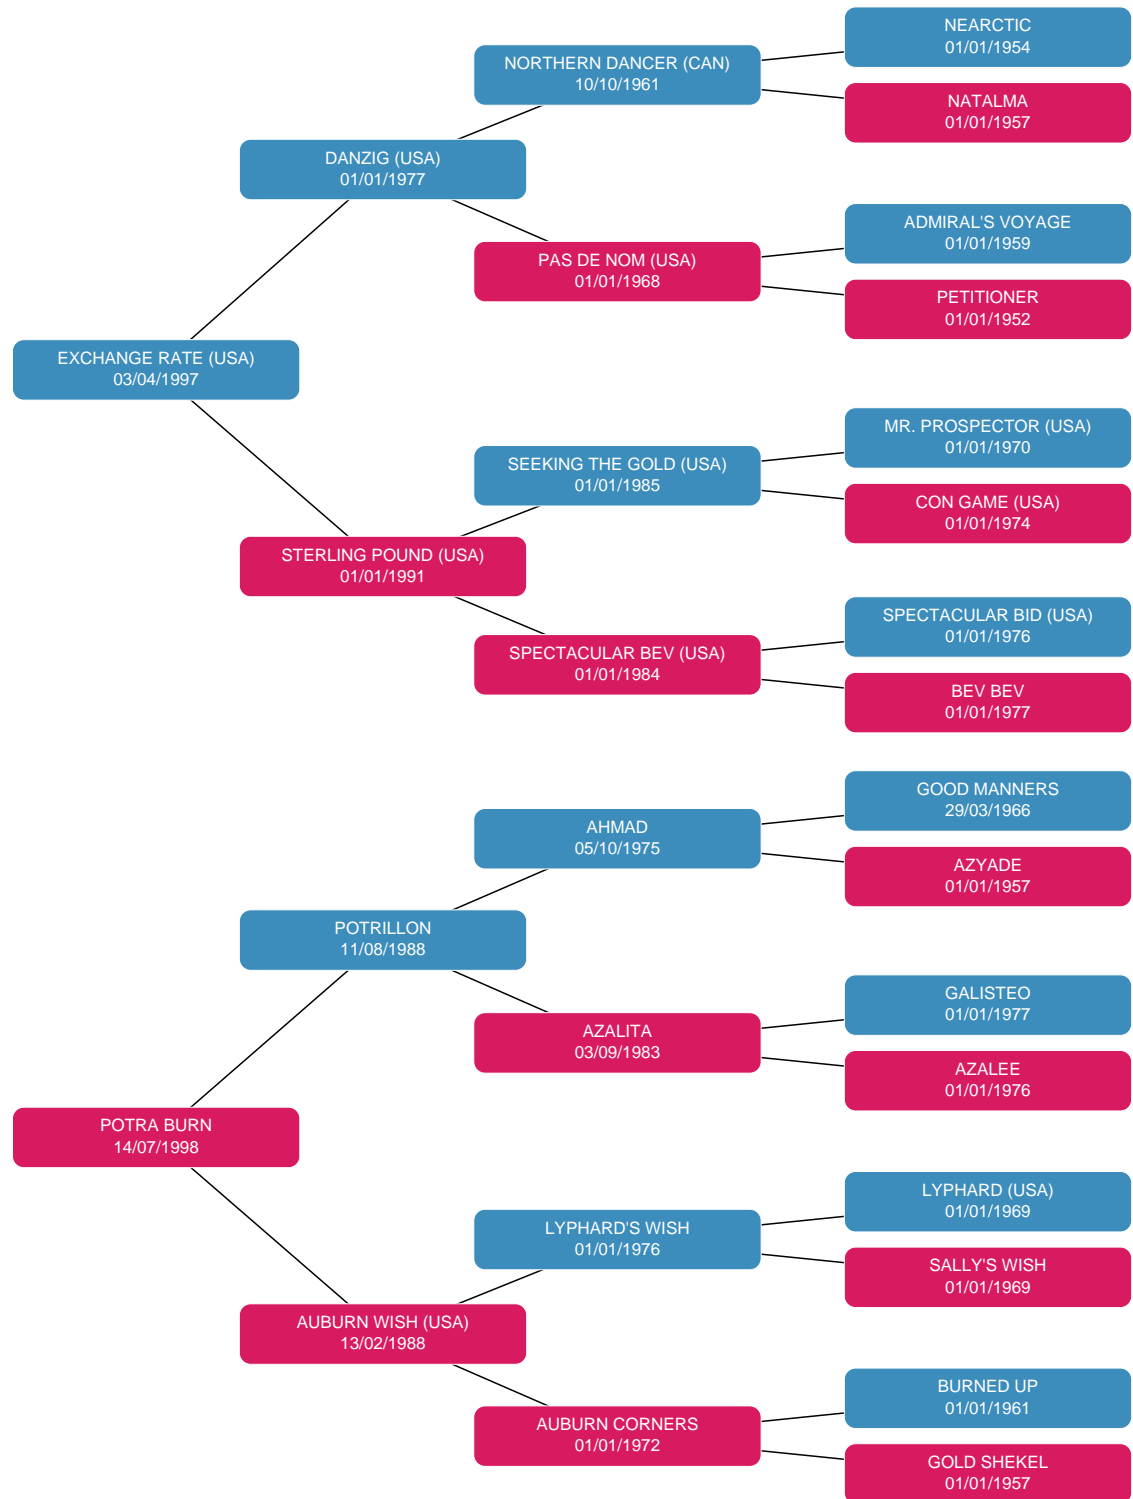 NEARCTIC
01/01/1954
NORTHERN DANCER (CAN)
10/10/1961
NATALMA
01/01/1957
DANZIG (USA)
01/01/1977
ADMIRAL'S VOYAGE
01/01/1959
PAS DE NOM (USA)
01/01/1968
PETITIONER
01/01/1952
EXCHANGE RATE (USA)
03/04/1997
MR. PROSPECTOR (USA)
01/01/1970
SEEKING THE GOLD (USA)
01/01/1985
CON GAME (USA)
01/01/1974
STERLING POUND (USA)
01/01/1991
SPECTACULAR BID (USA)
01/01/1976
SPECTACULAR BEV (USA)
01/01/1984
BEV BEV
01/01/1977
GOOD MANNERS
29/03/1966
AHMAD
05/10/1975
AZYADE
01/01/1957
POTRILLON
11/08/1988
GALISTEO
01/01/1977
AZALITA
03/09/1983
AZALEE
01/01/1976
POTRA BURN
14/07/1998
LYPHARD (USA)
01/01/1969
LYPHARD'S WISH
01/01/1976
SALLY'S WISH
01/01/1969
AUBURN WISH (USA)
13/02/1988
BURNED UP
01/01/1961
AUBURN CORNERS
01/01/1972
GOLD SHEKEL
01/01/1957